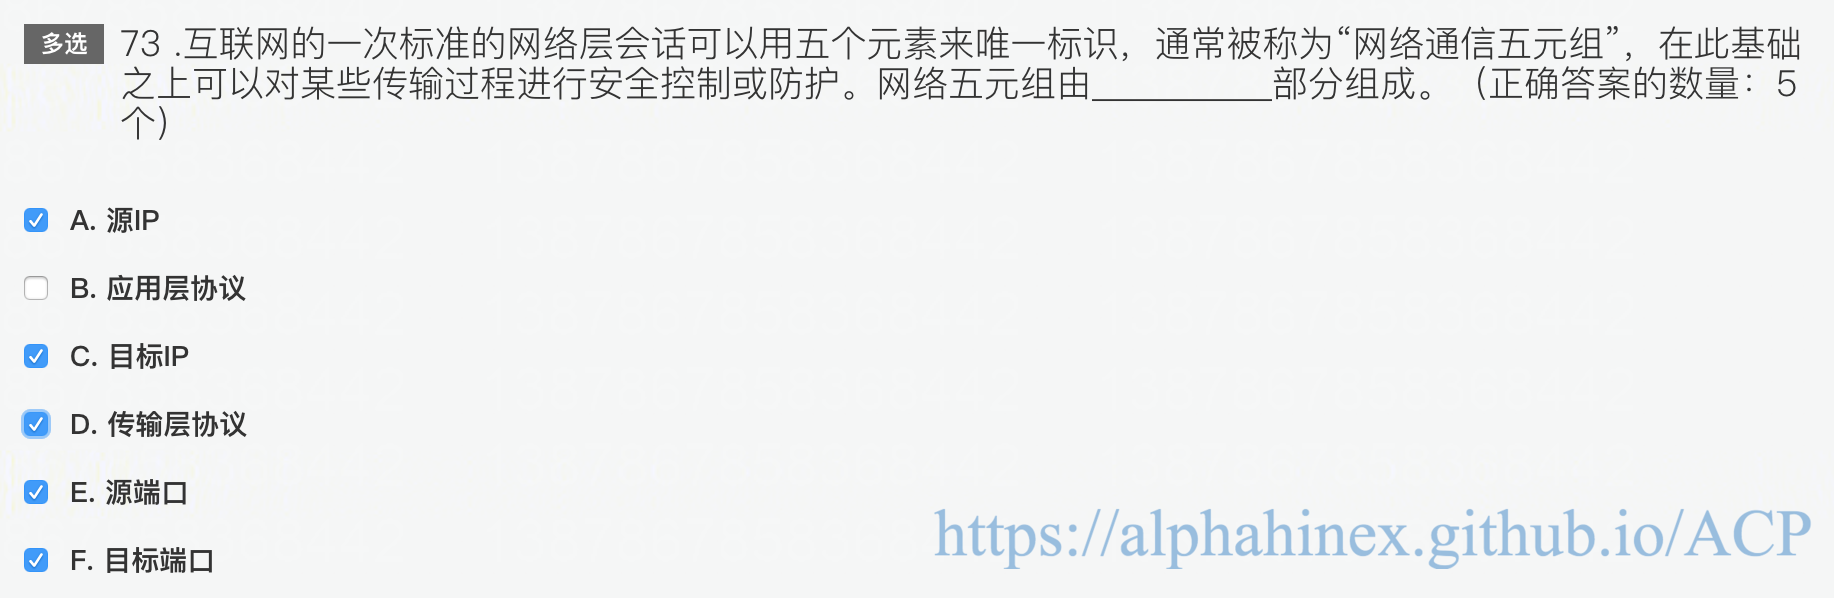 多选 73 .互联网的一次标准的网络层会话可以用五个元素来唯一标识，通常被称为“网络通信五元组”，在此基础
之上可以对某些传输过程进行安全控制或防护。网络五元组由__________部分组成。（正确答案的数量：5
个）
A. 源IP
B. 应用层协议
C. 目标IP
D. 传输层协议
E. 源端口
F. 目标端口
https://alphahinex.github.io/ACP